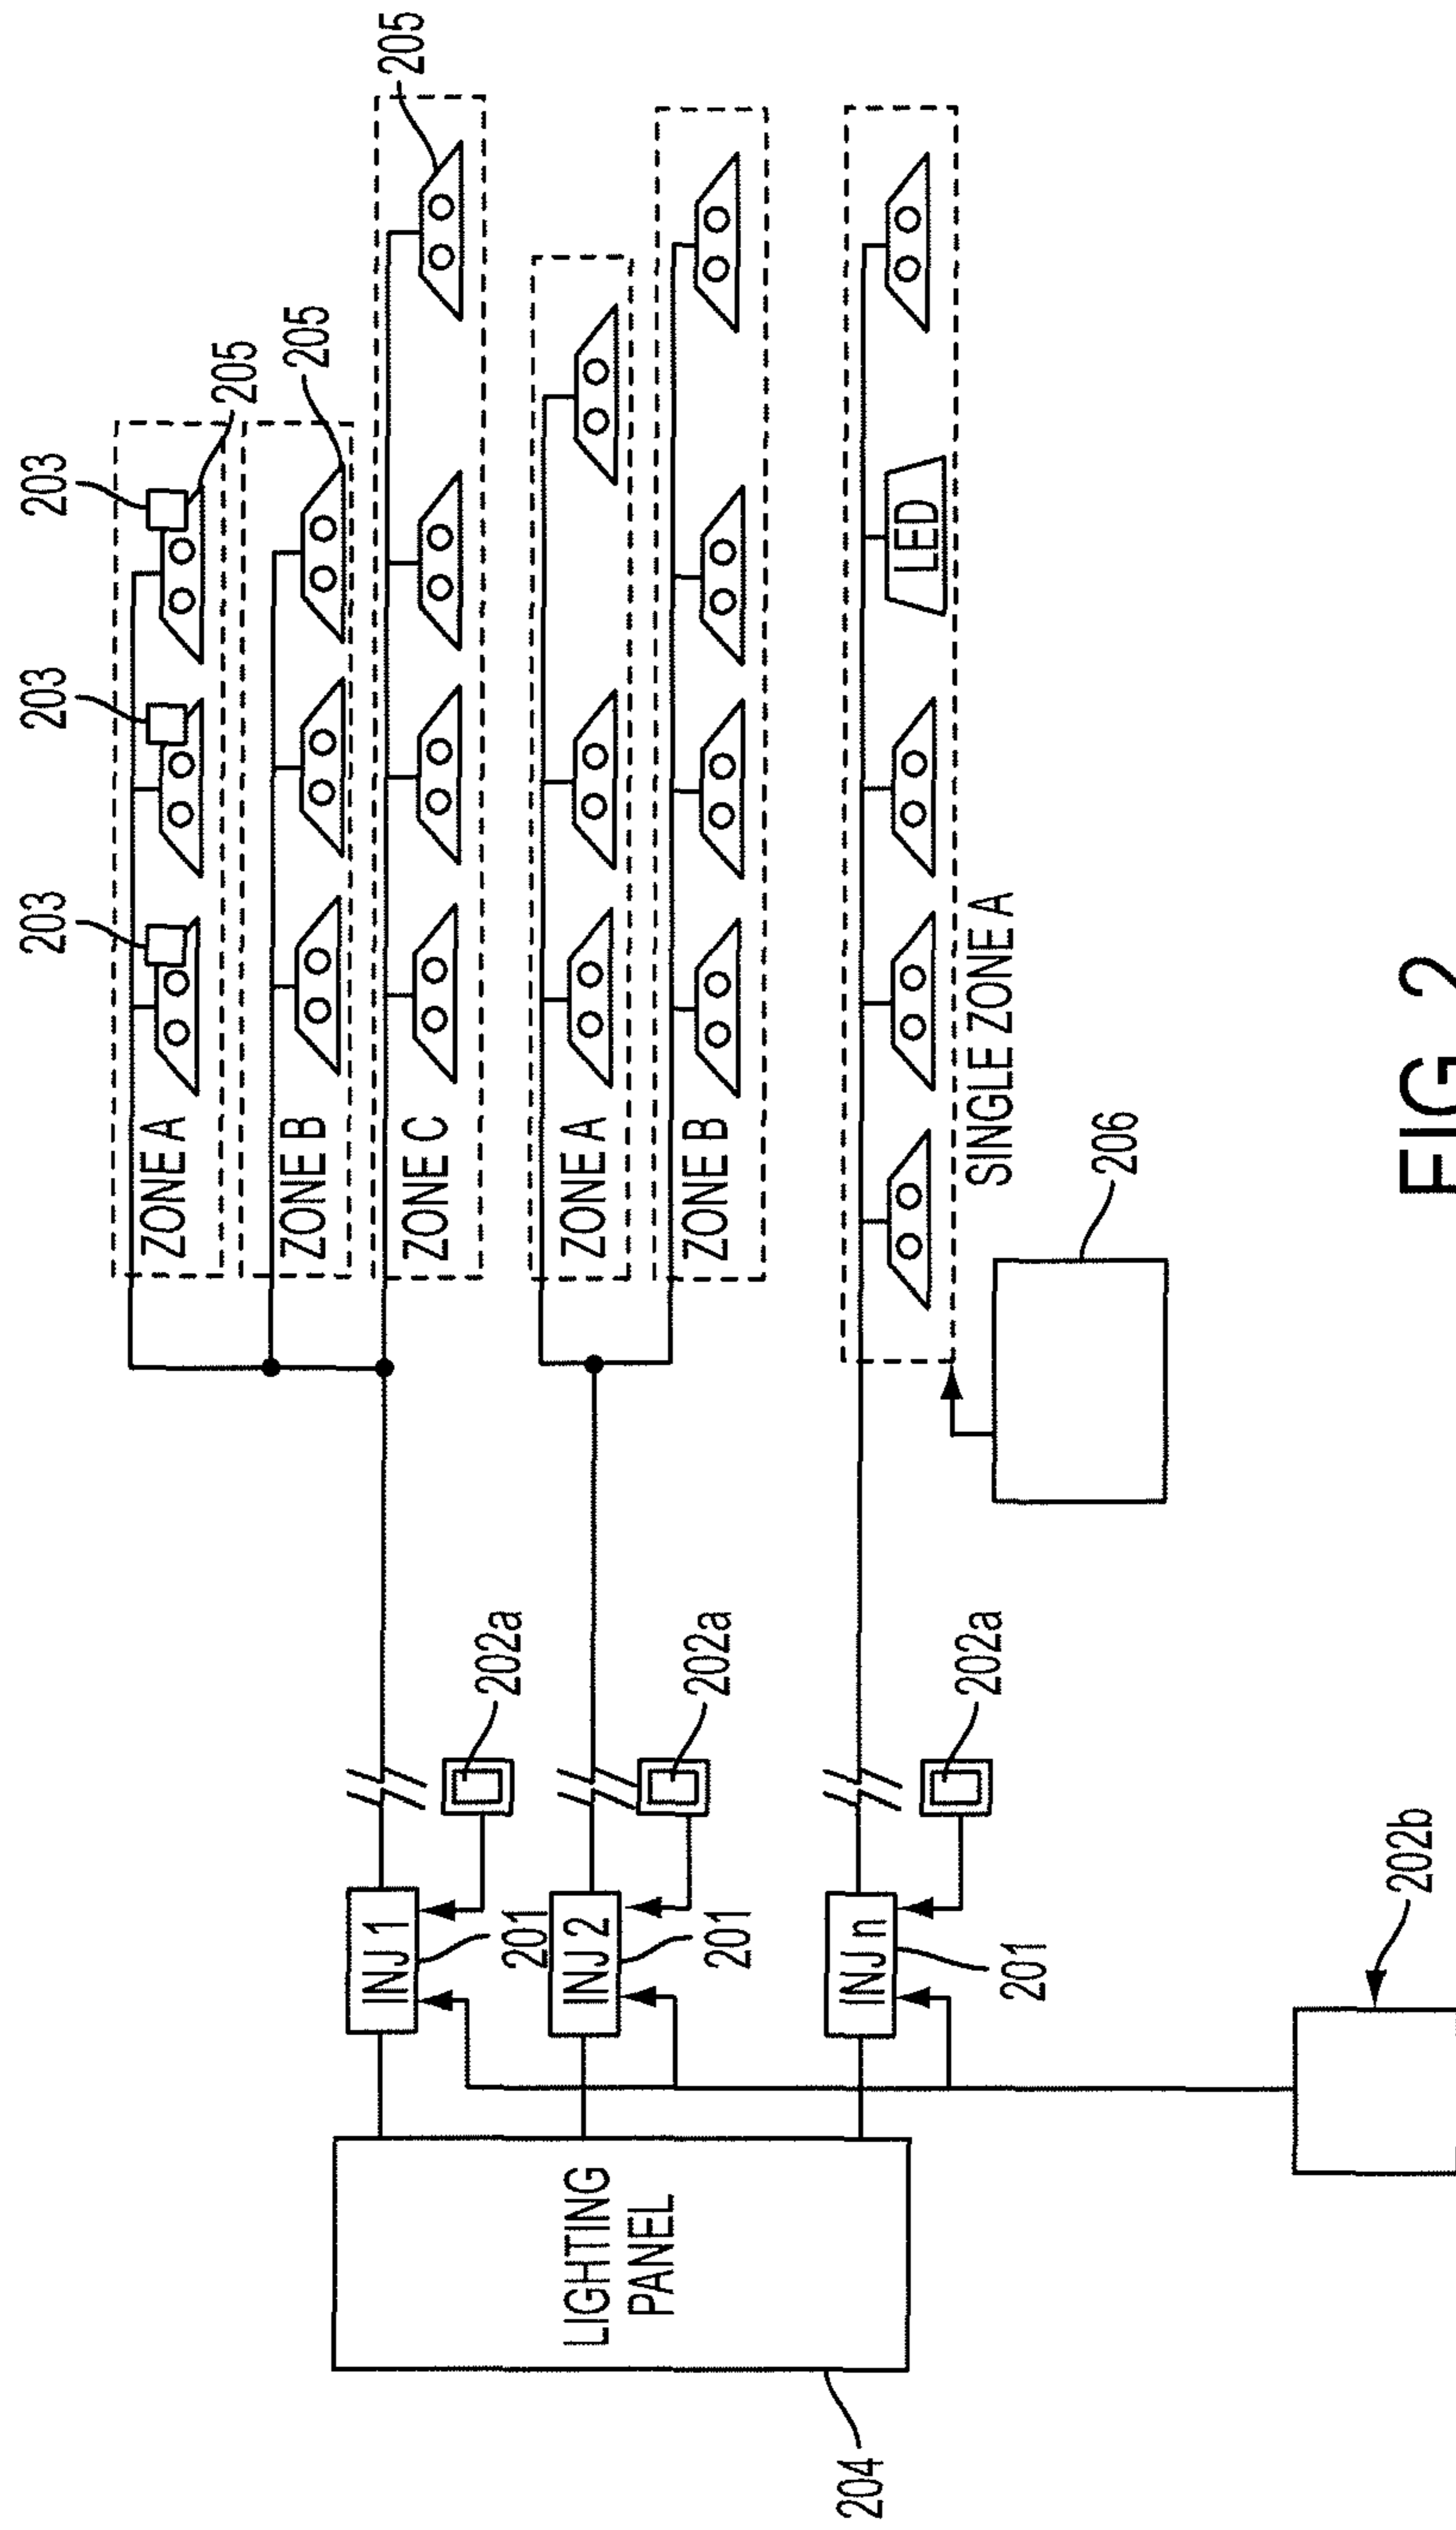 203
203
203
205
205
205
ZONE A
ZONE B
ZONE C
ZONE A
ZONE B
LED
SINGLE ZONE A
206
202a
202a
202a
INJ 1
201
INJ 2
201
INJ n
201
LIGHTING
PANEL
204
202b
FIG. 2